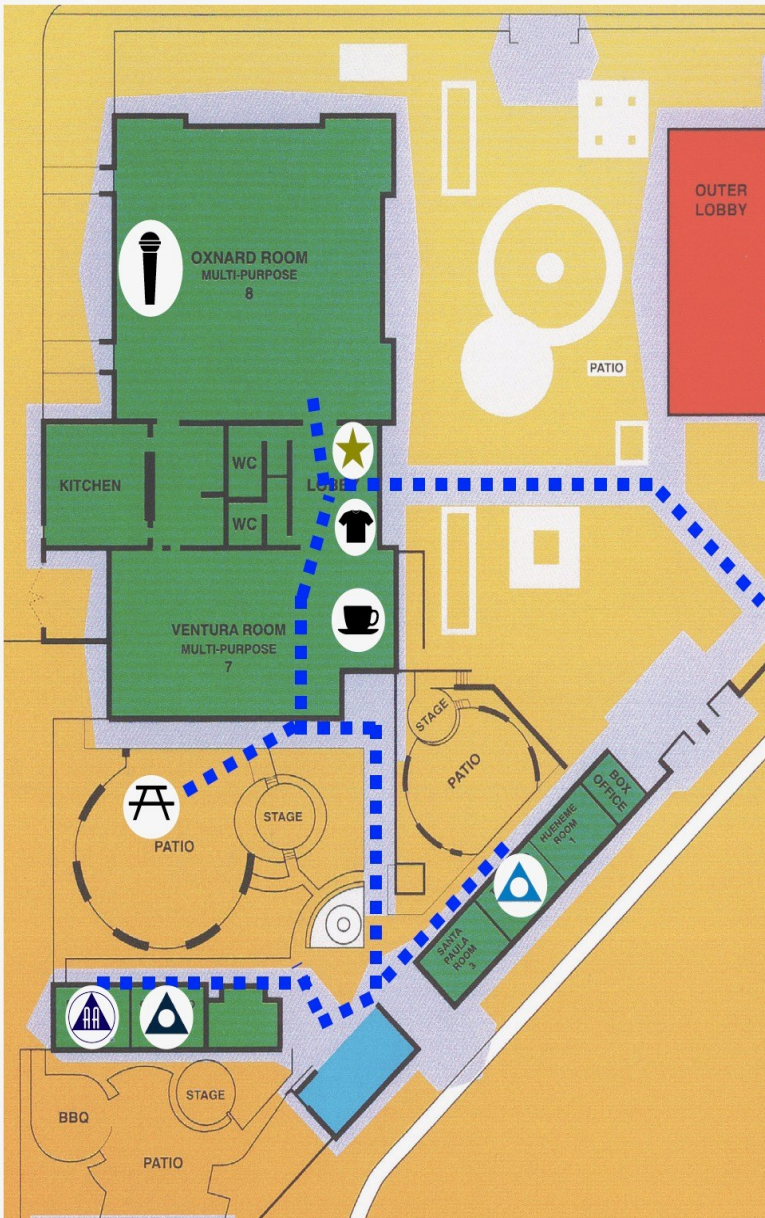 OUTER
LOBBY
OXNARD ROOM
MULTI-PURPOSE
8
PATIO
KITCHEN
WC
LOBBY
WC
VENTURA ROOM
MULTI-PURPOSE
7
STAGE
PATIO
BOX
OFFICE
HUENEME
ROOM
1
STAGE
PATIO
SANTA
PAULA
ROOM
3
AA
STAGE
BBQ
PATIO